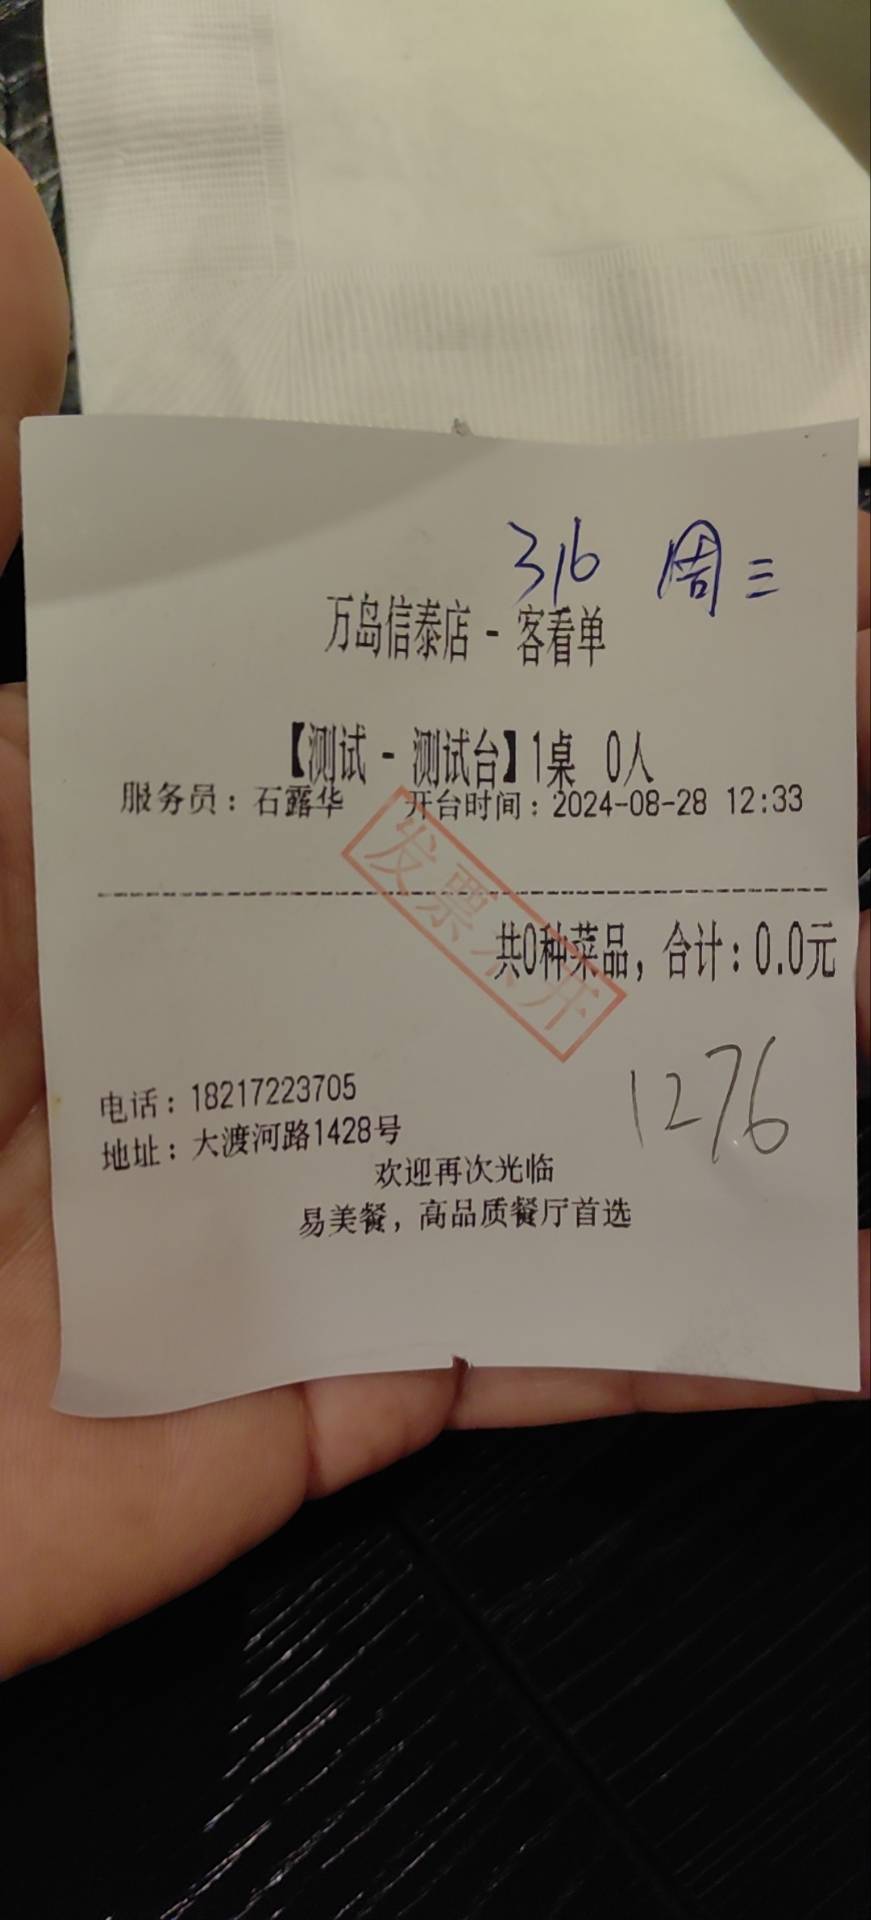 316 周三
万岛信泰店 - 客看单
【测试 - 测试台】1桌 0人
服务员：石露华 开台时间：2024-08-28 12:33
发票未开
共0种菜品，合计：0.0元
1276
电话：18217223705
地址：大渡河路1428号
欢迎再次光临
易美餐，高品质餐厅首选